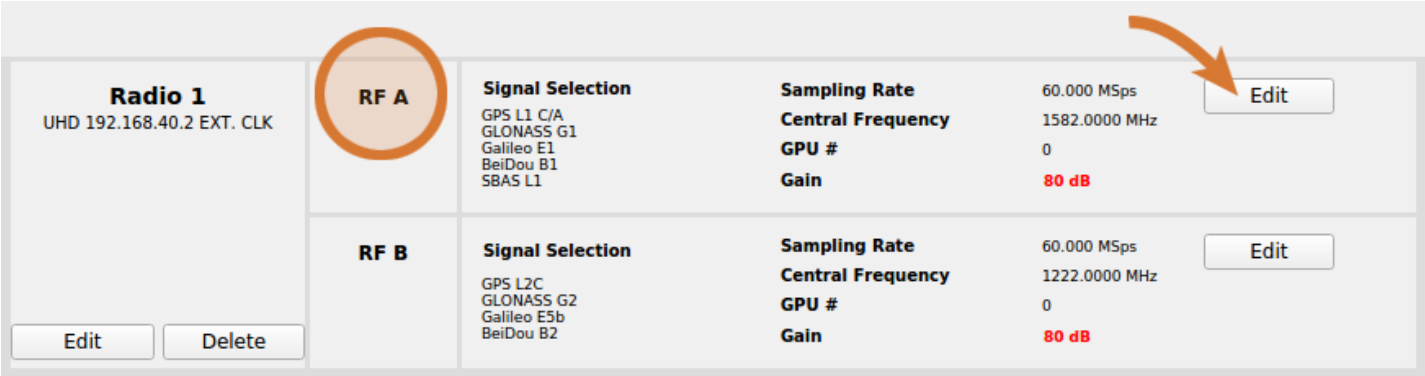 Radio 1
UHD 192.168.40.2 EXT. CLK
Edit
Delete
RF A
Signal Selection
GPS L1 C/A
GLONASS G1
Galileo E1
BeiDou B1
SBAS L1
Sampling Rate 60.000 MSps
Central Frequency 1582.0000 MHz
GPU # 0
Gain 80 dB
Edit
RF B
Signal Selection
GPS L2C
GLONASS G2
Galileo E5b
BeiDou B2
Sampling Rate 60.000 MSps
Central Frequency 1222.0000 MHz
GPU # 0
Gain 80 dB
Edit